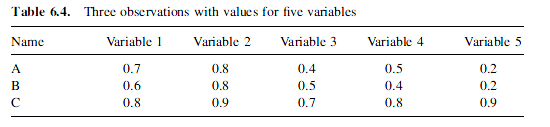 Table 6.4. Three observations with values for five variables
Name Variable 1 Variable 2 Variable 3 Variable 4 Variable 5
A 0.7 0.8 0.4 0.5 0.2
B 0.6 0.8 0.5 0.4 0.2
C 0.8 0.9 0.7 0.8 0.9